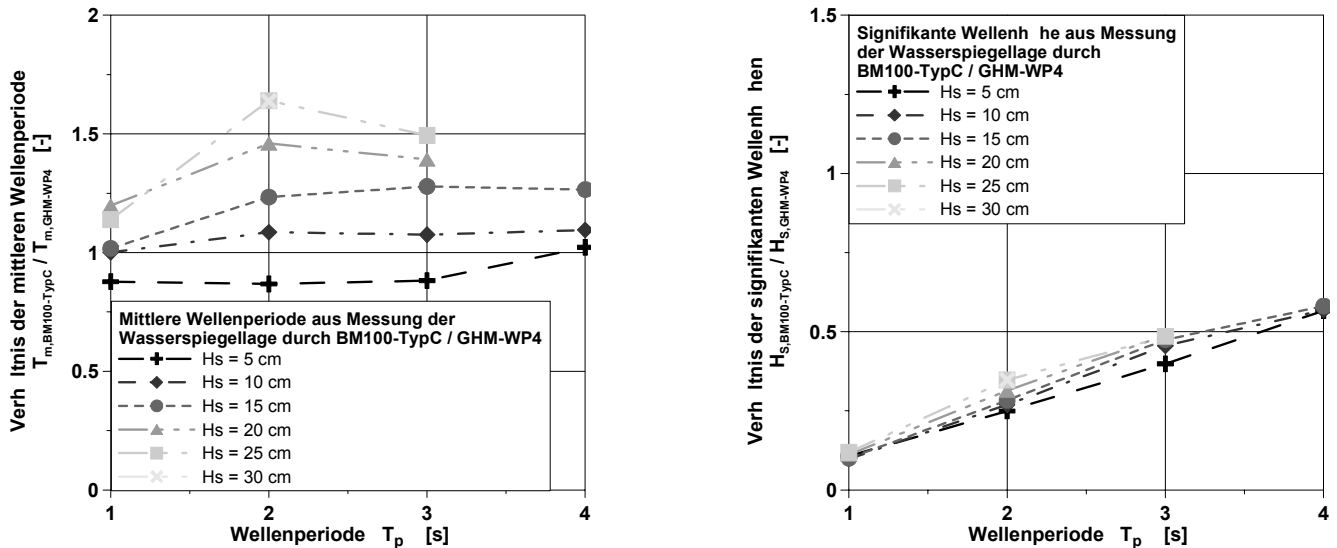 2
1.5
1
0.5
0
Verh ltnis der mittleren Wellenperiode
T_m,BM100-TypC / T_m,GHM-WP4 [-]
Mittlere Wellenperiode aus Messung der
Wasserspiegellage durch BM100-TypC / GHM-WP4
Hs = 5 cm
Hs = 10 cm
Hs = 15 cm
Hs = 20 cm
Hs = 25 cm
Hs = 30 cm
1 2 3 4
Wellenperiode T_p [s]
1.5
1
0.5
0
Verh ltnis der signifikanten Wellenh hen
H_S,BM100-TypC / H_S,GHM-WP4 [-]
Signifikante Wellenh he aus Messung
der Wasserspiegellage durch
BM100-TypC / GHM-WP4
Hs = 5 cm
Hs = 10 cm
Hs = 15 cm
Hs = 20 cm
Hs = 25 cm
Hs = 30 cm
1 2 3 4
Wellenperiode T_p [s]